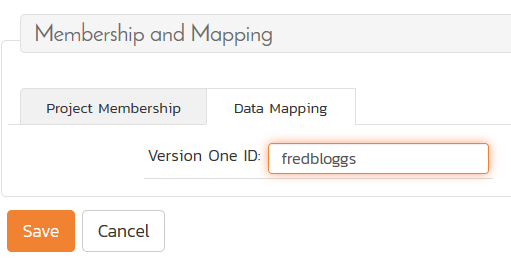 Membership and Mapping
Project Membership Data Mapping
Version One ID: fredbloggs
Save Cancel